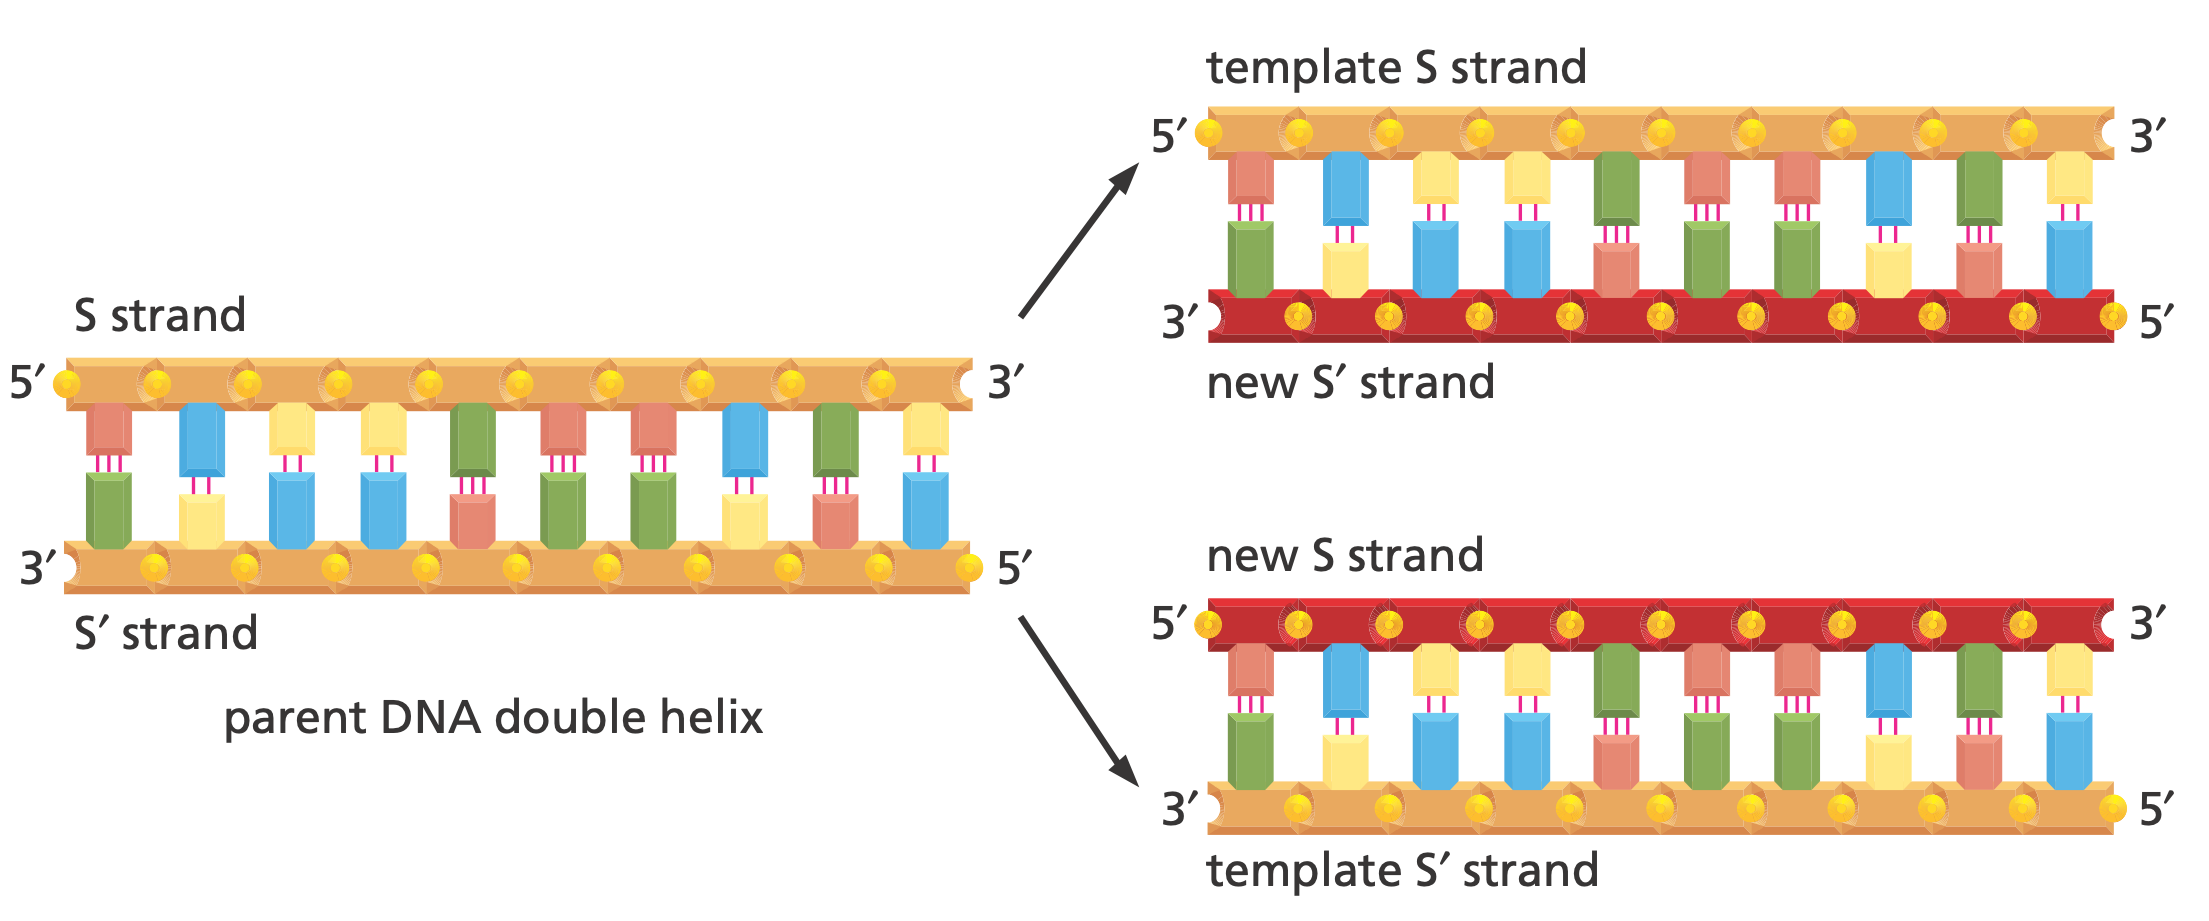 S strand
5′ 3′
3′ 5′
S′ strand
parent DNA double helix
template S strand
5′ 3′
3′ 5′
new S′ strand
new S strand
5′ 3′
3′ 5′
template S′ strand